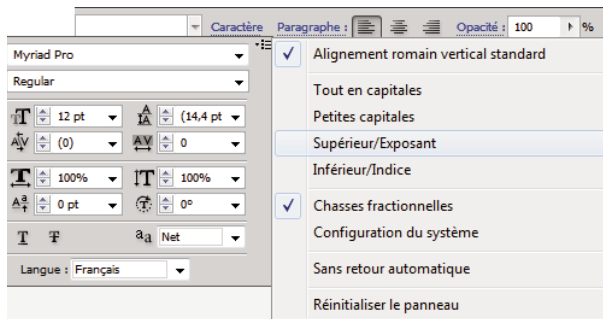 Caractère Paragraphe : Opacité : 100 %
Myriad Pro
Regular
12 pt (14,4 pt
(0) 0
100% 100%
0 pt 0°
T T aa Net
Langue : Français
Alignement romain vertical standard
Tout en capitales
Petites capitales
Supérieur/Exposant
Inférieur/Indice
Chasses fractionnelles
Configuration du système
Sans retour automatique
Réinitialiser le panneau